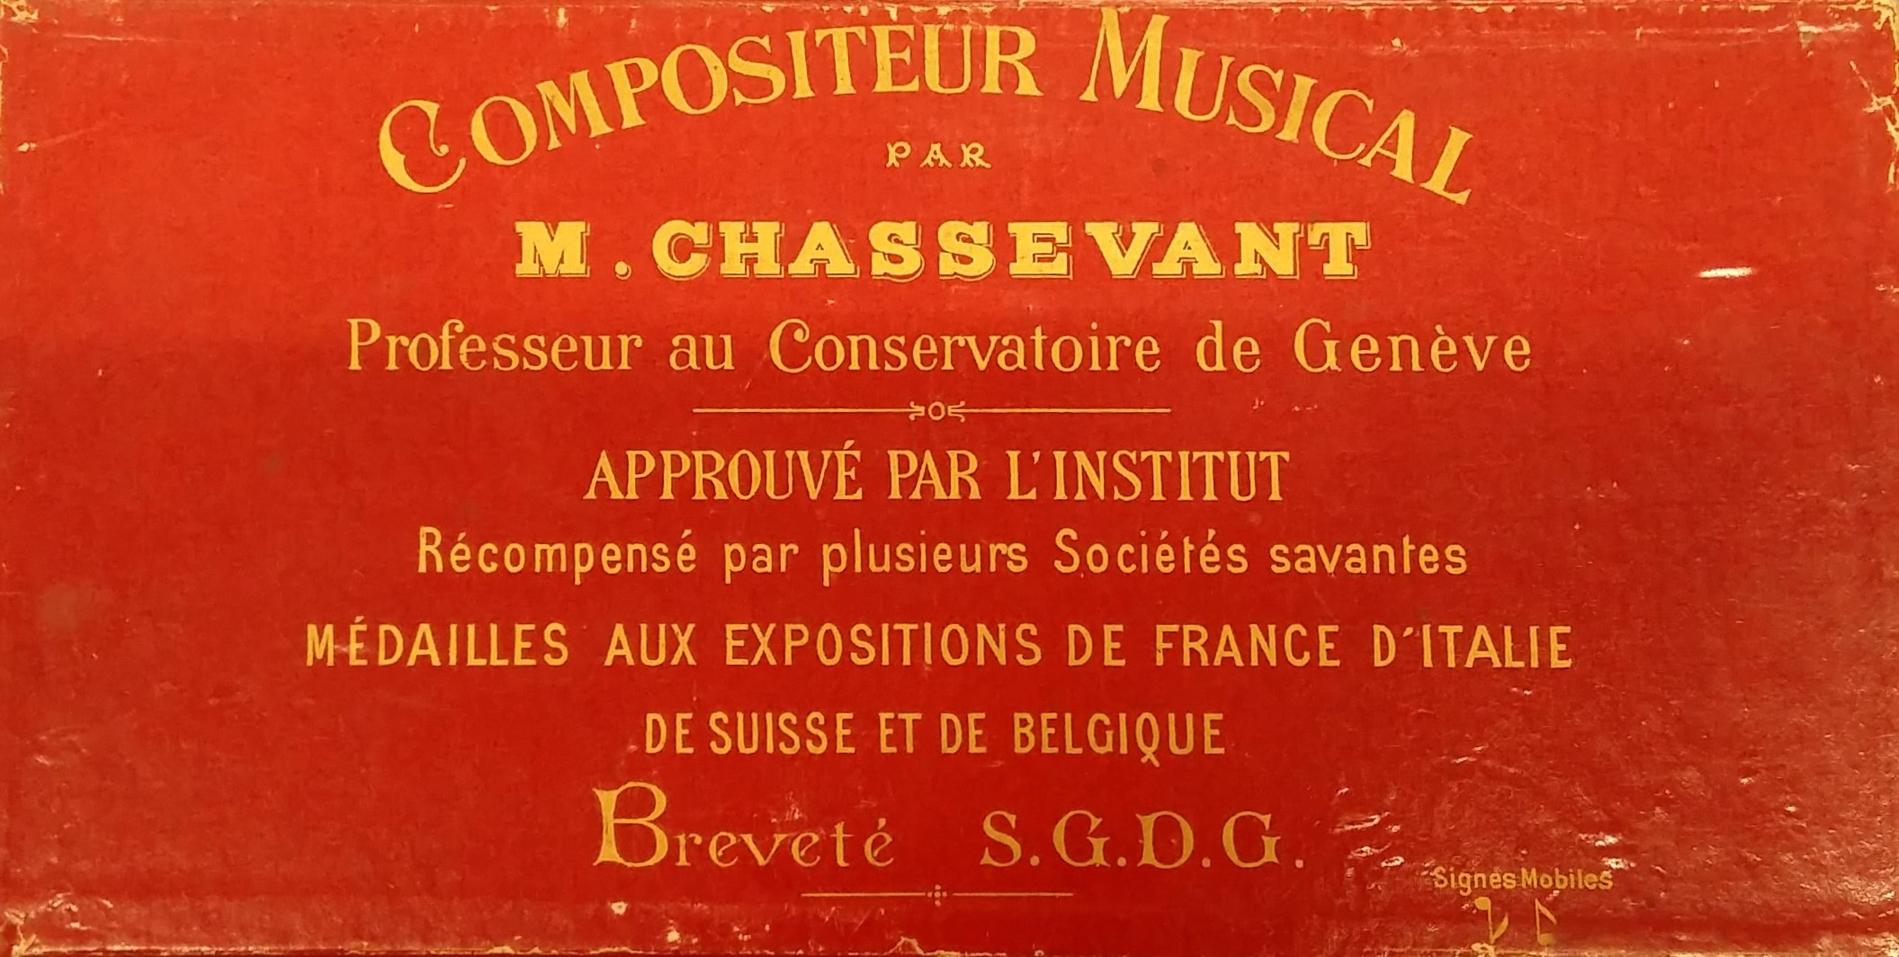 COMPOSITEUR MUSICAL
PAR
M. CHASSEVANT
Professeur au Conservatoire de Genève
APPROUVÉ PAR L'INSTITUT
Récompensé par plusieurs Sociétés savantes
MÉDAILLES AUX EXPOSITIONS DE FRANCE D'ITALIE
DE SUISSE ET DE BELGIQUE
Breveté S.G.D.G.
Signes Mobiles